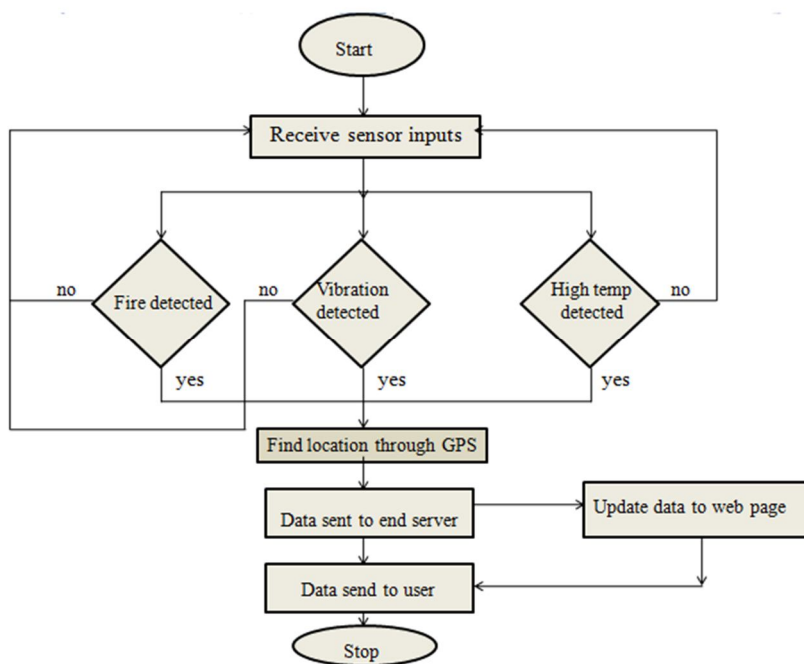 Start
Receive sensor inputs
no
Fire detected
no
Vibration
detected
High temp
detected
no
yes
yes
yes
Find location through GPS
Data sent to end server
Update data to web page
Data send to user
Stop